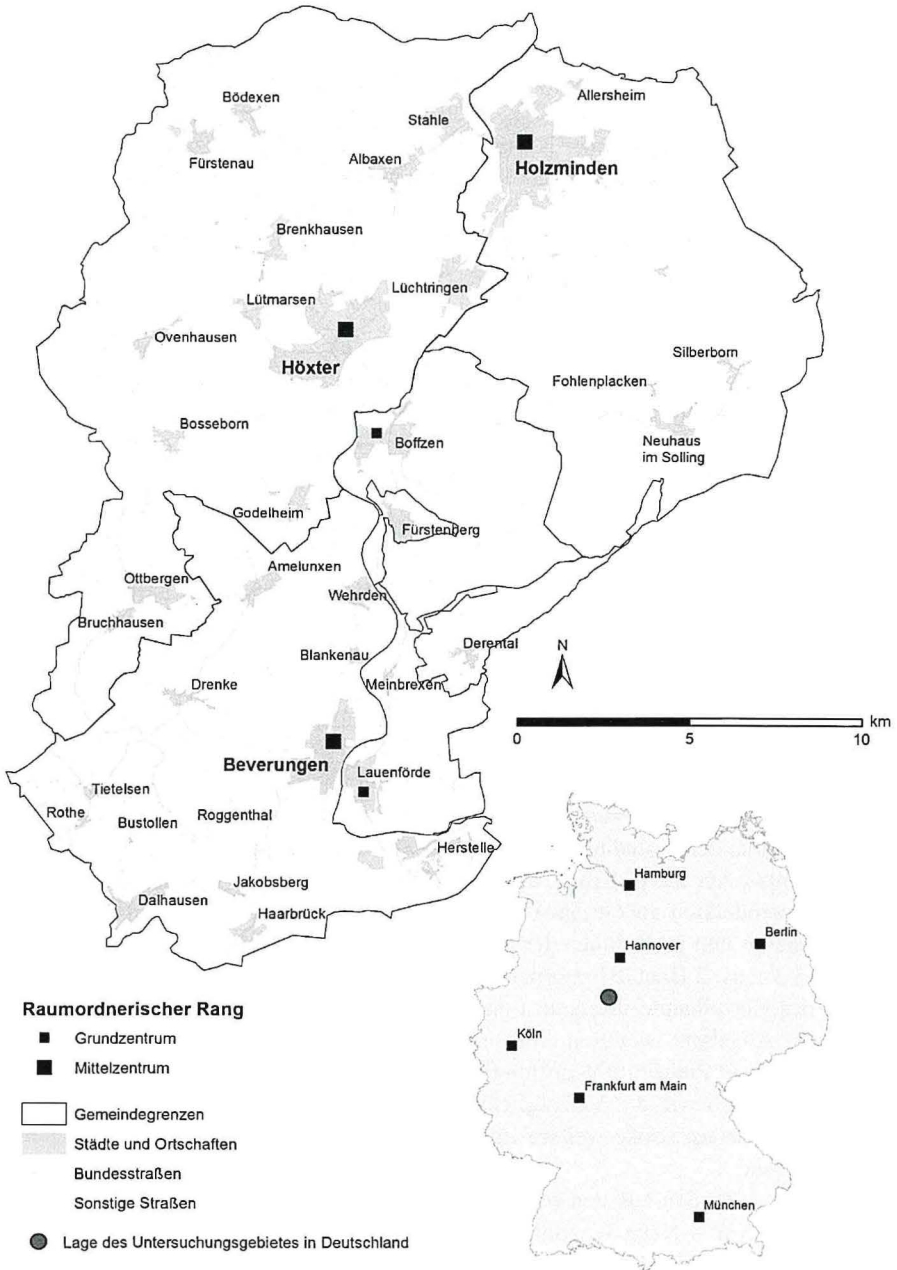 Bödexen
Stahle
Allersheim
Fürstenau
Albaxen
Holzminden
Brenkhausen
Lüchtringen
Lütmarsen
Ovenhausen
Höxter
Silberborn
Fohlenplacken
Bosseborn
Boffzen
Neuhaus
im Solling
Godelheim
Fürstenberg
Amelunxen
Ottbergen
Wehrden
Bruchhausen
Derental
N
Blankenau
Meinbrexen
Drenke
km
0 5 10
Beverungen
Lauenförde
Tietelsen
Rothe
Bustollen
Roggenthal
Herstelle
Jakobsberg
Dalhausen
Haarbrück
Hamburg
Berlin
Hannover
Köln
Frankfurt am Main
München
Raumordnerischer Rang
Grundzentrum
Mittelzentrum
Gemeindegrenzen
Städte und Ortschaften
Bundesstraßen
Sonstige Straßen
Lage des Untersuchungsgebietes in Deutschland